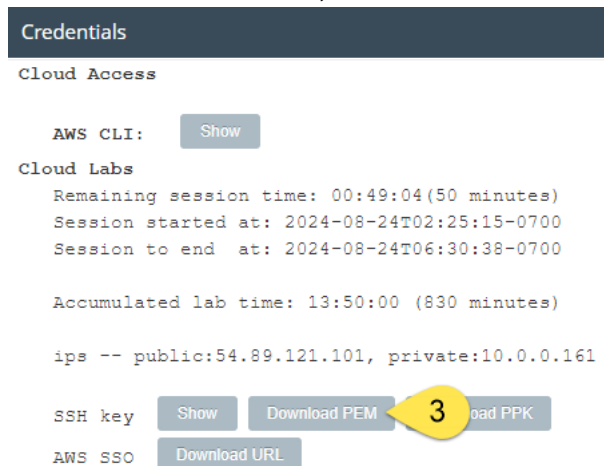 Credentials
Cloud Access
AWS CLI: Show
Cloud Labs
Remaining session time: 00:49:04(50 minutes)
Session started at: 2024-08-24T02:25:15-0700
Session to end  at: 2024-08-24T06:30:38-0700
Accumulated lab time: 13:50:00 (830 minutes)
ips -- public:54.89.121.101, private:10.0.0.161
SSH key Show Download PEM 3 oad PPK
AWS SSO Download URL